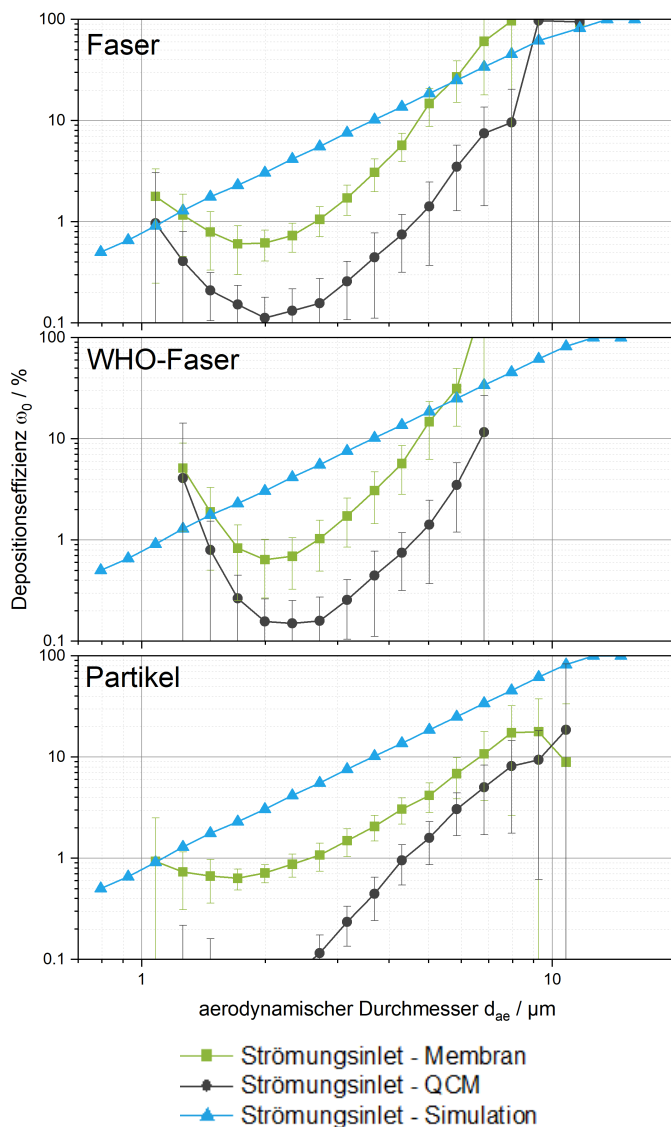 Faser
100
10
1
0.1
WHO-Faser
100
10
1
0.1
Partikel
100
10
1
0.1
Depositionseffizienz ω₀ / %
1
10
aerodynamischer Durchmesser dₐₑ / µm
Strömungsinlet - Membran
Strömungsinlet - QCM
Strömungsinlet - Simulation